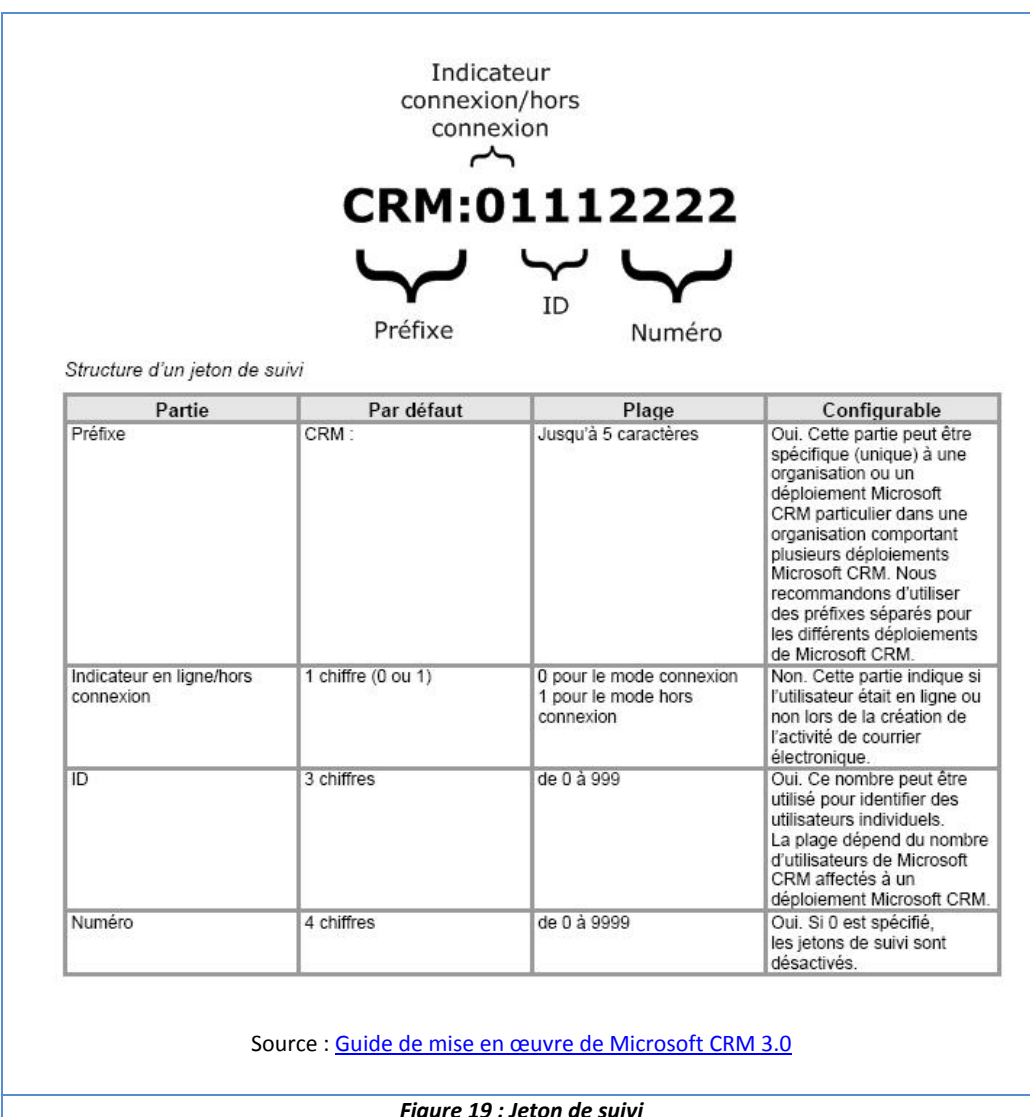 Indicateur
connexion/hors
connexion
CRM:01112222
Préfixe
ID
Numéro
Structure d'un jeton de suivi
Partie
Par défaut
Plage
Configurable
Préfixe
CRM :
Jusqu'à 5 caractères
Oui. Cette partie peut être
spécifique (unique) à une
organisation ou un
déploiement Microsoft
CRM particulier dans une
organisation comportant
plusieurs déploiements
Microsoft CRM. Nous
recommandons d'utiliser
des préfixes séparés pour
les différents déploiements
de Microsoft CRM.
Indicateur en ligne/hors
connexion
1 chiffre (0 ou 1)
0 pour le mode connexion
1 pour le mode hors
connexion
Non. Cette partie indique si
l'utilisateur était en ligne ou
non lors de la création de
l'activité de courrier
électronique.
ID
3 chiffres
de 0 à 999
Oui. Ce nombre peut être
utilisé pour identifier des
utilisateurs individuels.
La plage dépend du nombre
d'utilisateurs de Microsoft
CRM affectés à un
déploiement Microsoft CRM.
Numéro
4 chiffres
de 0 à 9999
Oui. Si 0 est spécifié,
les jetons de suivi sont
désactivés.
Source : Guide de mise en œuvre de Microsoft CRM 3.0
Figure 19 : Jeton de suivi